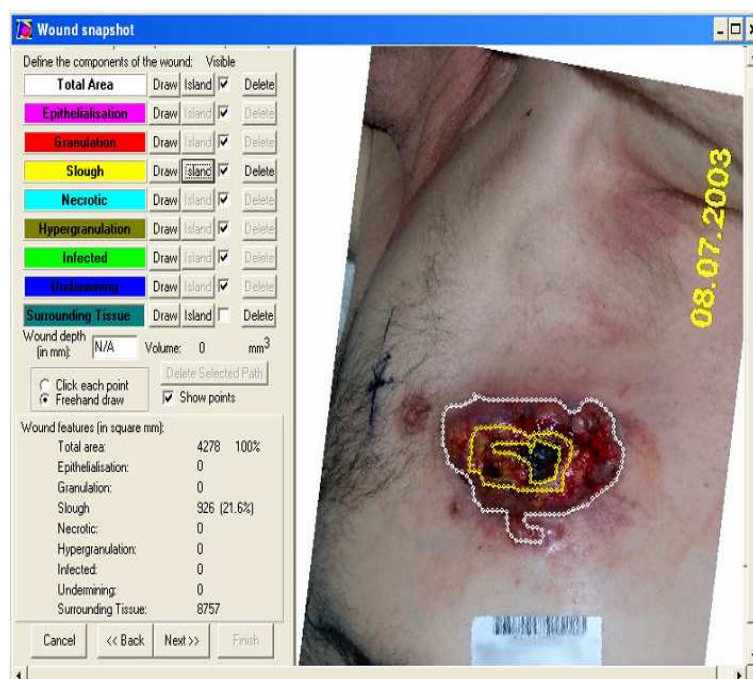 Wound snapshot
Define the components of the wound: Visible
Total Area Draw Island Delete
Epithelialisation Draw Island Delete
Granulation Draw Island Delete
Slough Draw Island Delete
Necrotic Draw Island Delete
Hypergranulation Draw Island Delete
Infected Draw Island Delete
Undermining Draw Island Delete
Surrounding Tissue Draw Island Delete
Wound depth (in mm): N/A Volume: 0 mm3
Delete Selected Path
Click each point
Freehand draw Show points
Wound features (in square mm):
Total area: 4278 100%
Epithelialisation: 0
Granulation: 0
Slough 926 (21.6%)
Necrotic: 0
Hypergranulation: 0
Infected: 0
Undermining: 0
Surrounding Tissue: 8757
Cancel << Back Next >> Finish
08.07.2003